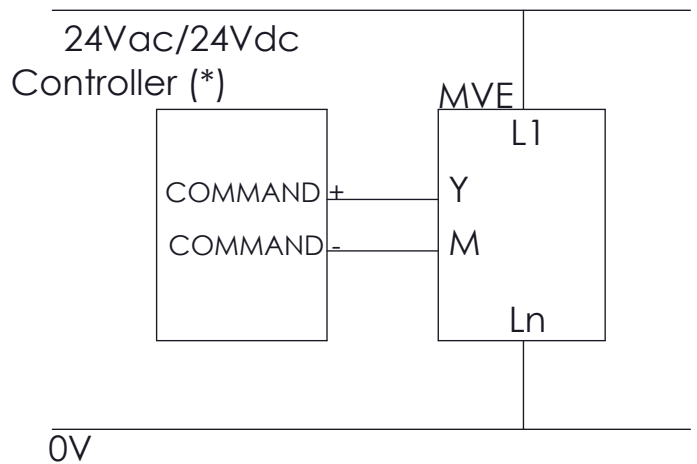 24Vac/24Vdc
Controller (*)
MVE
L1
COMMAND +
Y
COMMAND -
M
Ln
0V